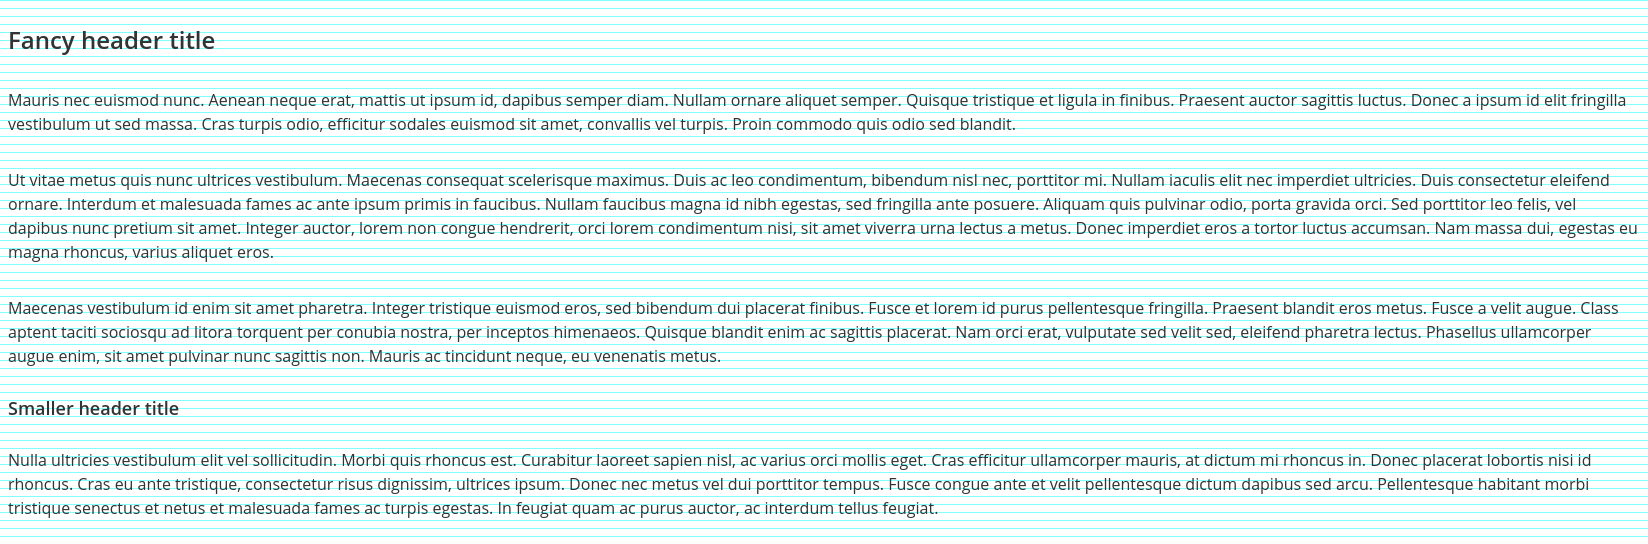 Fancy header title
Mauris nec euismod nunc. Aenean neque erat, mattis ut ipsum id, dapibus semper diam. Nullam ornare aliquet semper. Quisque tristique et ligula in finibus. Praesent auctor sagittis luctus. Donec a ipsum id elit fringilla
vestibulum ut sed massa. Cras turpis odio, efficitur sodales euismod sit amet, convallis vel turpis. Proin commodo quis odio sed blandit.
Ut vitae metus quis nunc ultrices vestibulum. Maecenas consequat scelerisque maximus. Duis ac leo condimentum, bibendum nisl nec, porttitor mi. Nullam iaculis elit nec imperdiet ultricies. Duis consectetur eleifend
ornare. Interdum et malesuada fames ac ante ipsum primis in faucibus. Nullam faucibus magna id nibh egestas, sed fringilla ante posuere. Aliquam quis pulvinar odio, porta gravida orci. Sed porttitor leo felis, vel
dapibus nunc pretium sit amet. Integer auctor, lorem non congue hendrerit, orci lorem condimentum nisi, sit amet viverra urna lectus a metus. Donec imperdiet eros a tortor luctus accumsan. Nam massa dui, egestas eu
magna rhoncus, varius aliquet eros.
Maecenas vestibulum id enim sit amet pharetra. Integer tristique euismod eros, sed bibendum dui placerat finibus. Fusce et lorem id purus pellentesque fringilla. Praesent blandit eros metus. Fusce a velit augue. Class
aptent taciti sociosqu ad litora torquent per conubia nostra, per inceptos himenaeos. Quisque blandit enim ac sagittis placerat. Nam orci erat, vulputate sed velit sed, eleifend pharetra lectus. Phasellus ullamcorper
augue enim, sit amet pulvinar nunc sagittis non. Mauris ac tincidunt neque, eu venenatis metus.
Smaller header title
Nulla ultricies vestibulum elit vel sollicitudin. Morbi quis rhoncus est. Curabitur laoreet sapien nisl, ac varius orci mollis eget. Cras efficitur ullamcorper mauris, at dictum mi rhoncus in. Donec placerat lobortis nisi id
rhoncus. Cras eu ante tristique, consectetur risus dignissim, ultrices ipsum. Donec nec metus vel dui porttitor tempus. Fusce congue ante et velit pellentesque dictum dapibus sed arcu. Pellentesque habitant morbi
tristique senectus et netus et malesuada fames ac turpis egestas. In feugiat quam ac purus auctor, ac interdum tellus feugiat.